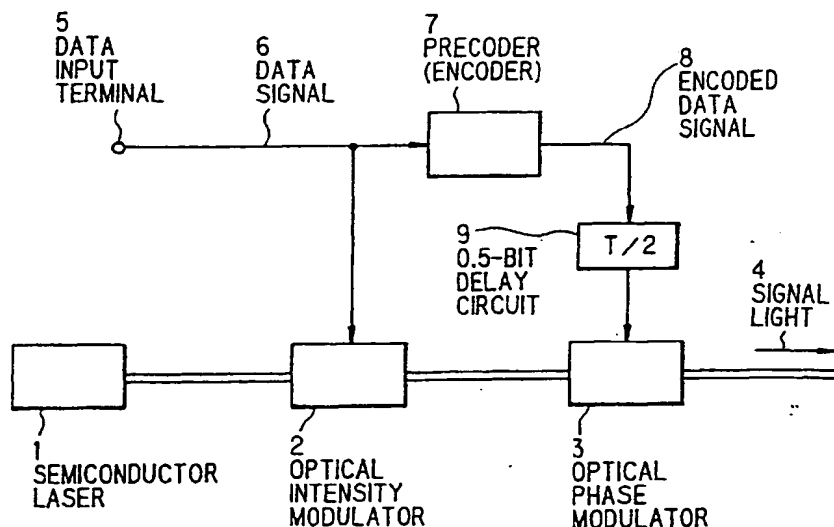 5
DATA
INPUT
TERMINAL
6
DATA
SIGNAL
7
PRECODER
(ENCODER)
8
ENCODED
DATA
SIGNAL
9
0.5-BIT
DELAY
CIRCUIT
T/2
4
SIGNAL
LIGHT
1
SEMICONDUCTOR
LASER
2
OPTICAL
INTENSITY
MODULATOR
3
OPTICAL
PHASE
MODULATOR